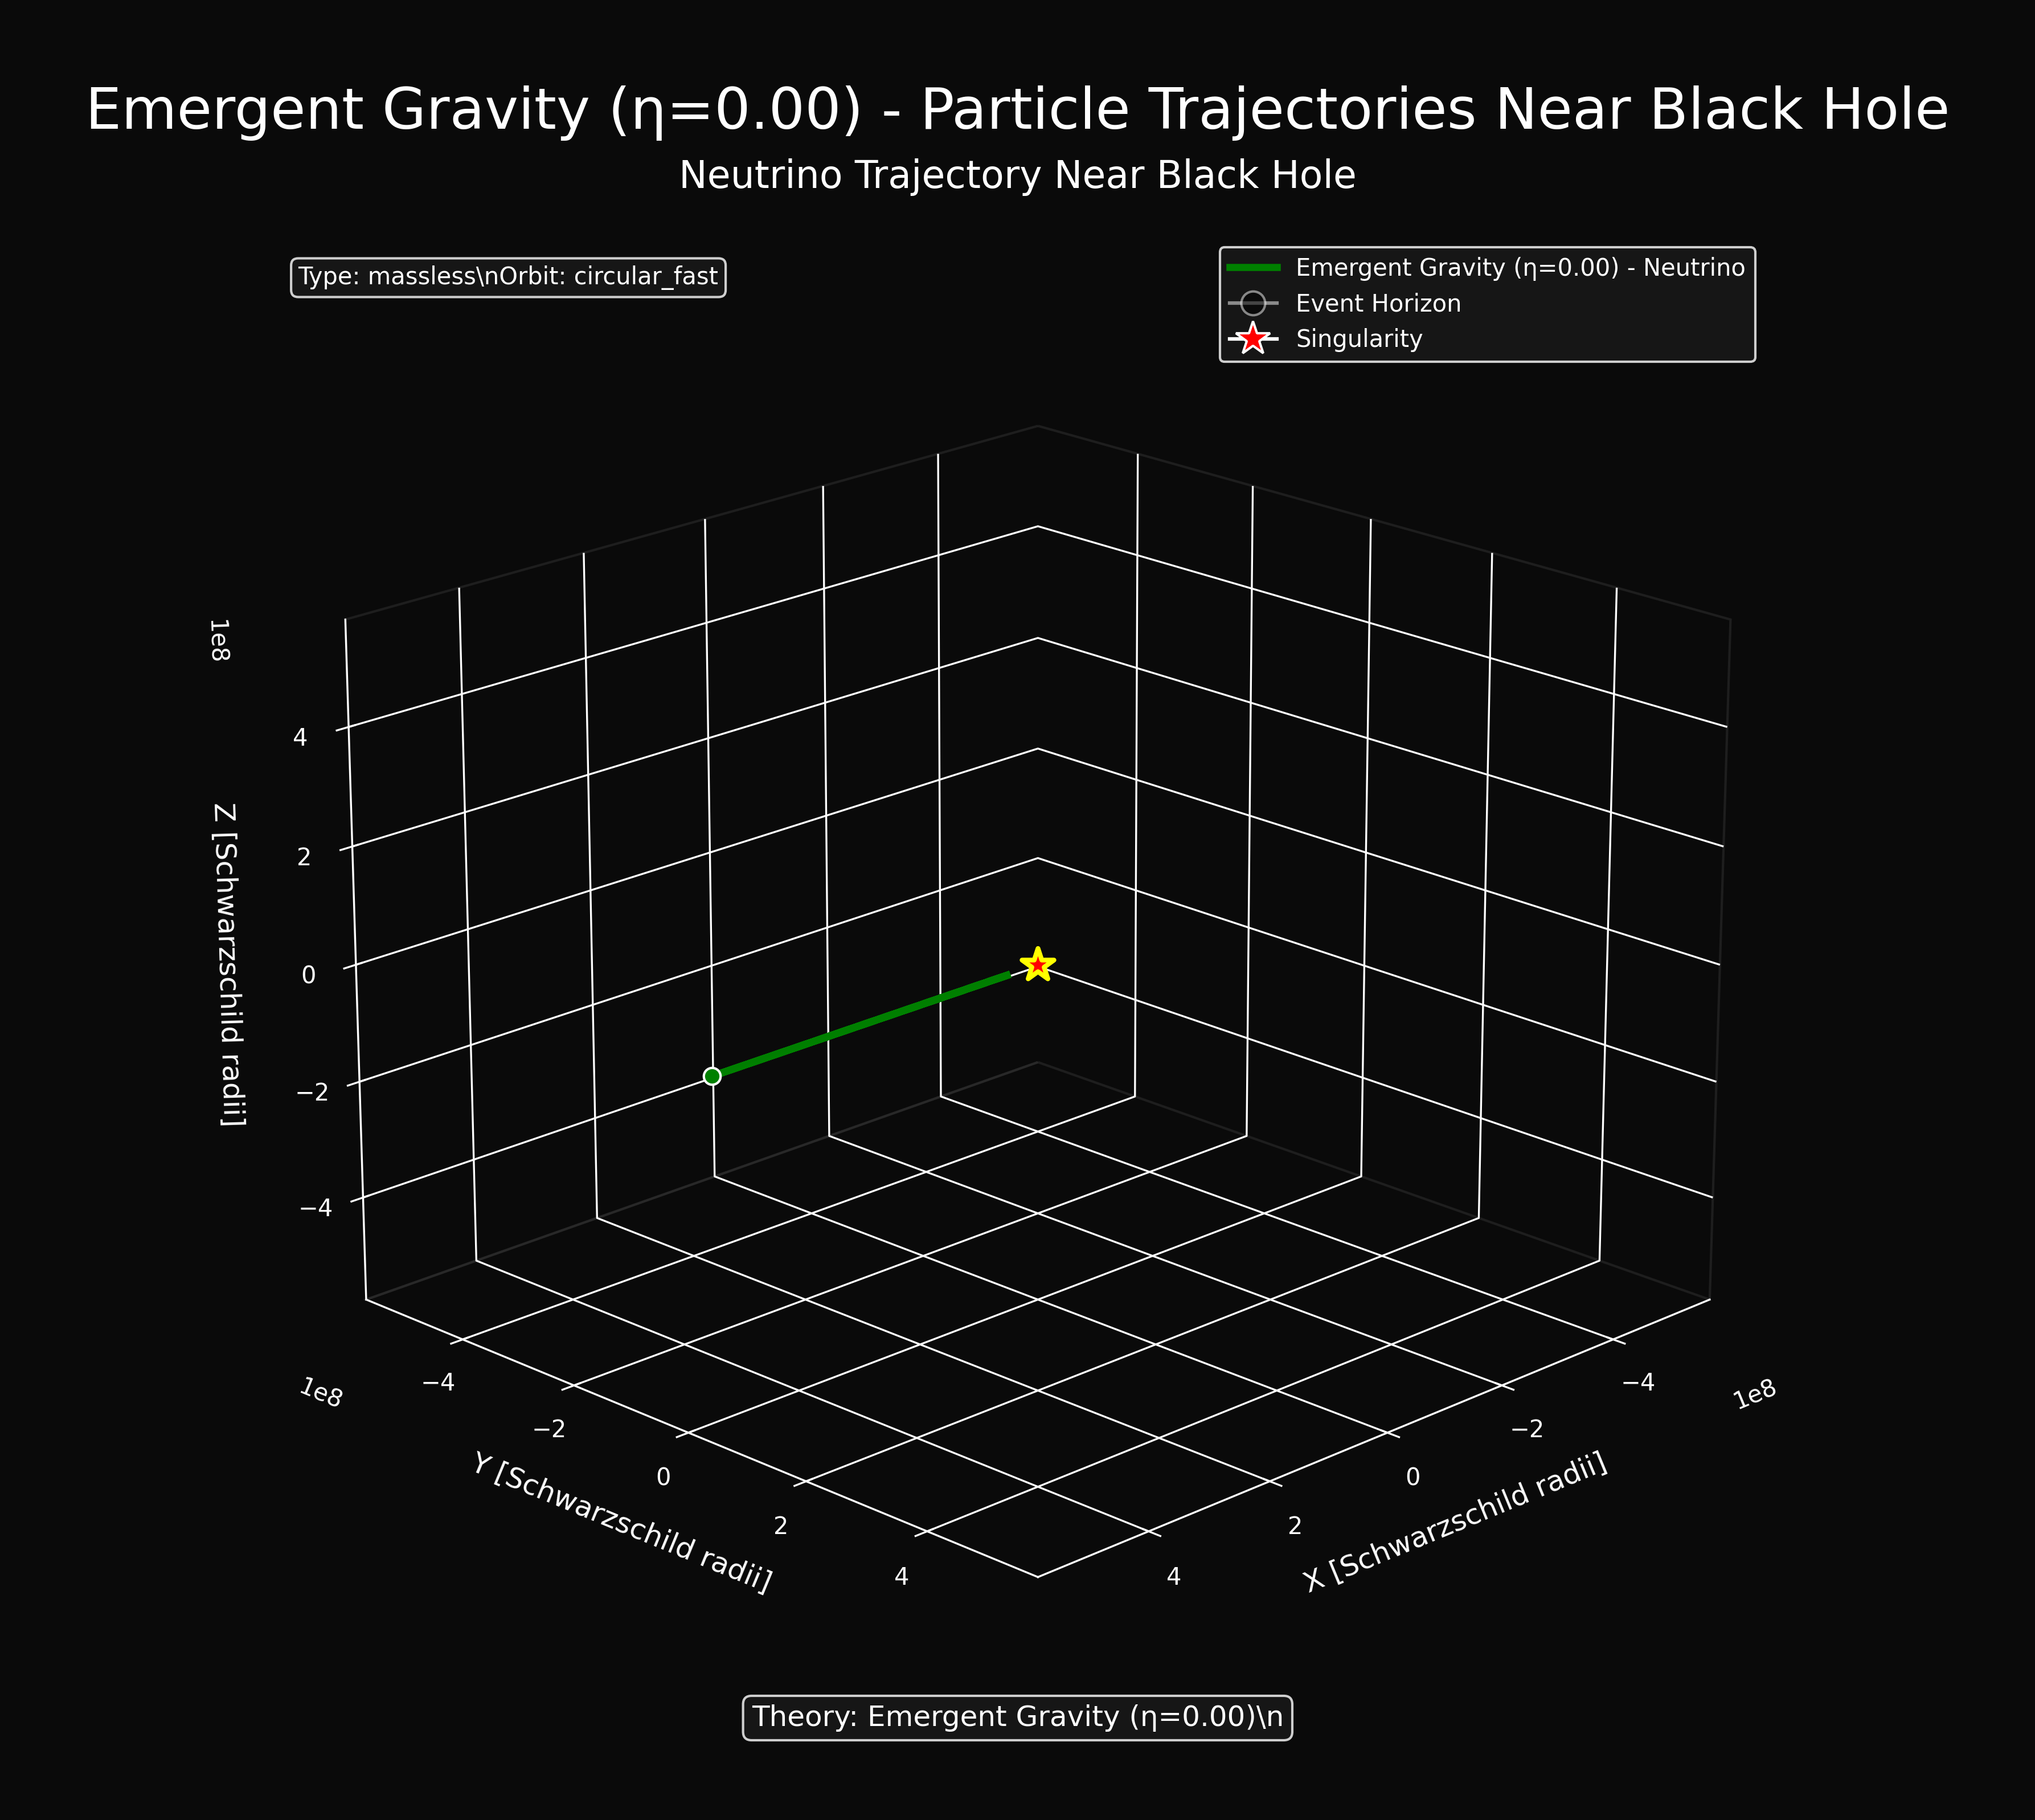 Emergent Gravity (η=0.00) - Particle Trajectories Near Black Hole
Neutrino Trajectory Near Black Hole
Type: massless\nOrbit: circular_fast
Emergent Gravity (η=0.00) - Neutrino
Event Horizon
Singularity
1e8
4
2
0
−2
−4
Z [Schwarzschild radii]
1e8
−4
−2
0
2
4
Y [Schwarzschild radii]
1e8
−4
−2
0
2
4
X [Schwarzschild radii]
Theory: Emergent Gravity (η=0.00)\n